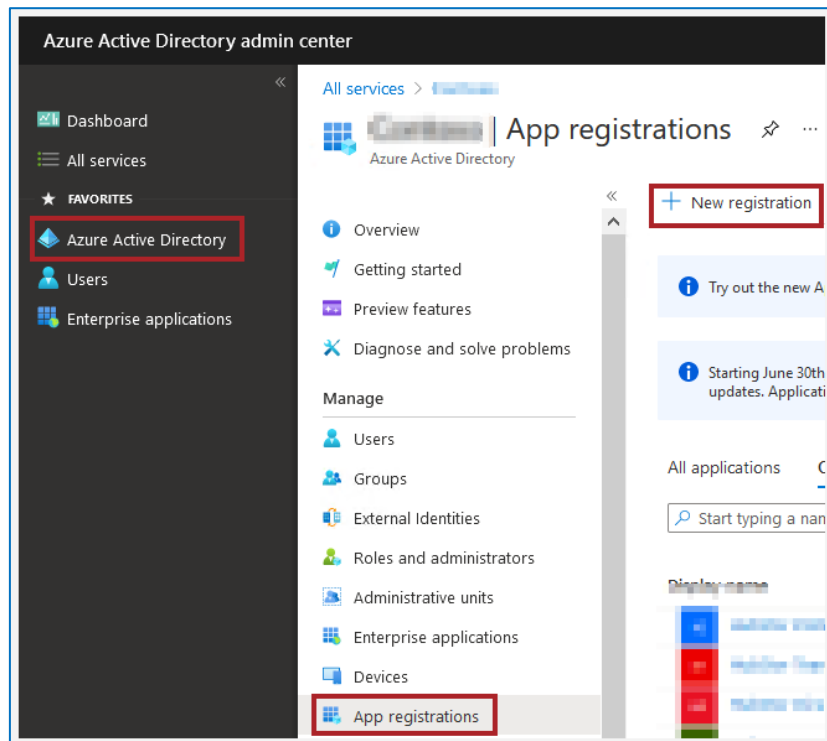 Azure Active Directory admin center
Dashboard
All services
FAVORITES
Azure Active Directory
Users
Enterprise applications
All services >
| App registrations
Azure Active Directory
Overview
Getting started
Preview features
Diagnose and solve problems
Manage
Users
Groups
External Identities
Roles and administrators
Administrative units
Enterprise applications
Devices
App registrations
+ New registration
Try out the new A
Starting June 30th
updates. Applicati
All applications
Start typing a nan
Display name